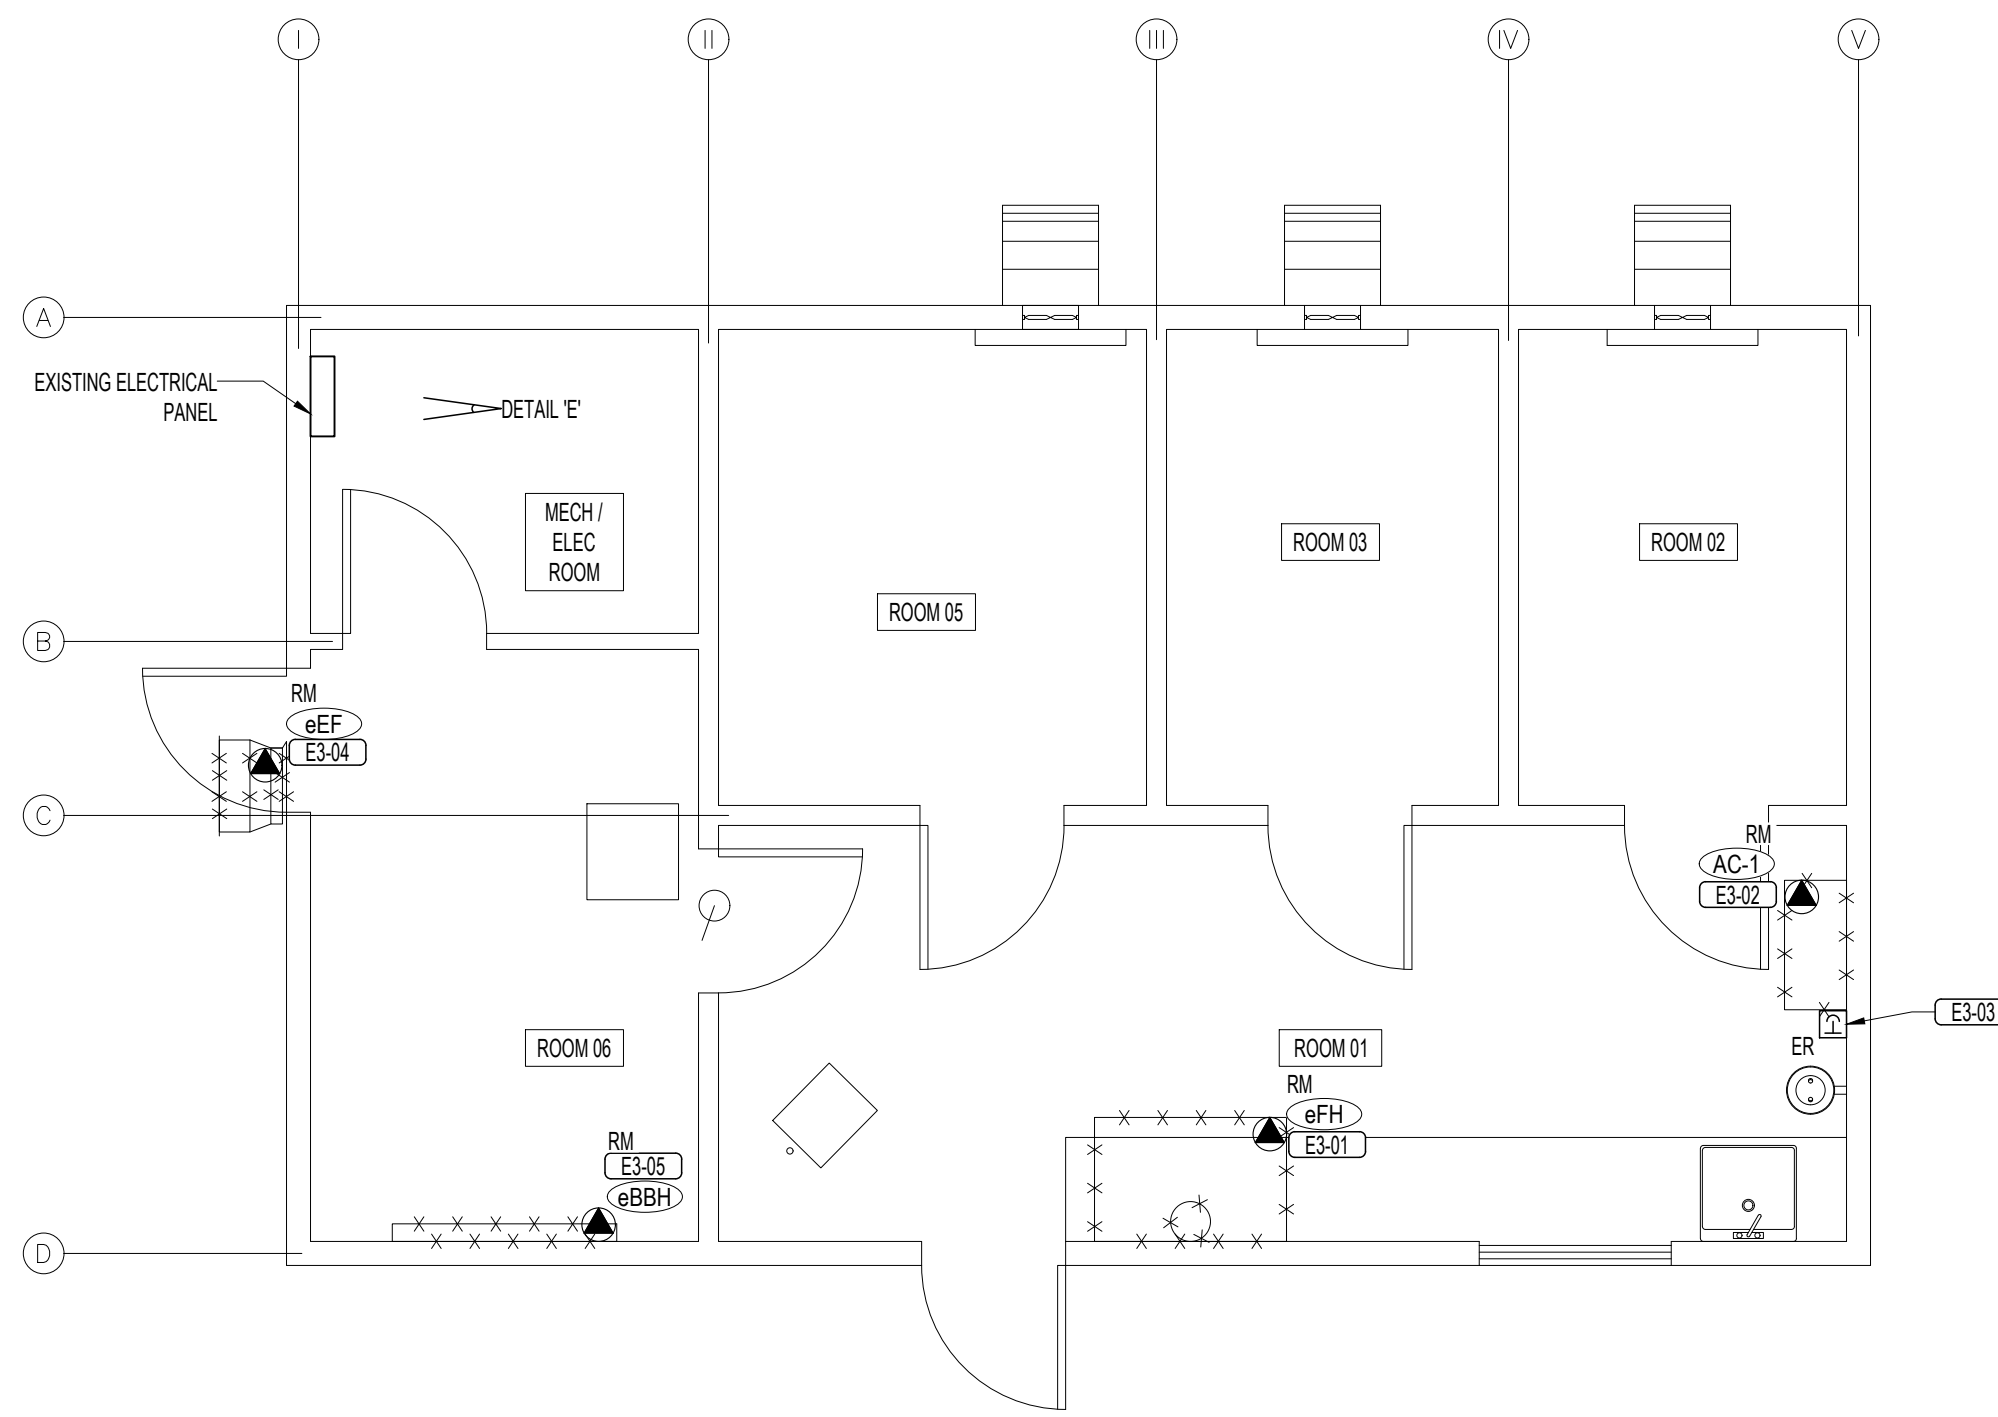 I
II
III
IV
V
A
EXISTING ELECTRICAL
PANEL
DETAIL 'E'
MECH /
ELEC
ROOM
ROOM 05
ROOM 03
ROOM 02
B
RM
eEF
E3-04
C
RM
AC-1
E3-02
E3-03
ER
ROOM 06
ROOM 01
RM
eFH
E3-01
RM
E3-05
eBBH
D